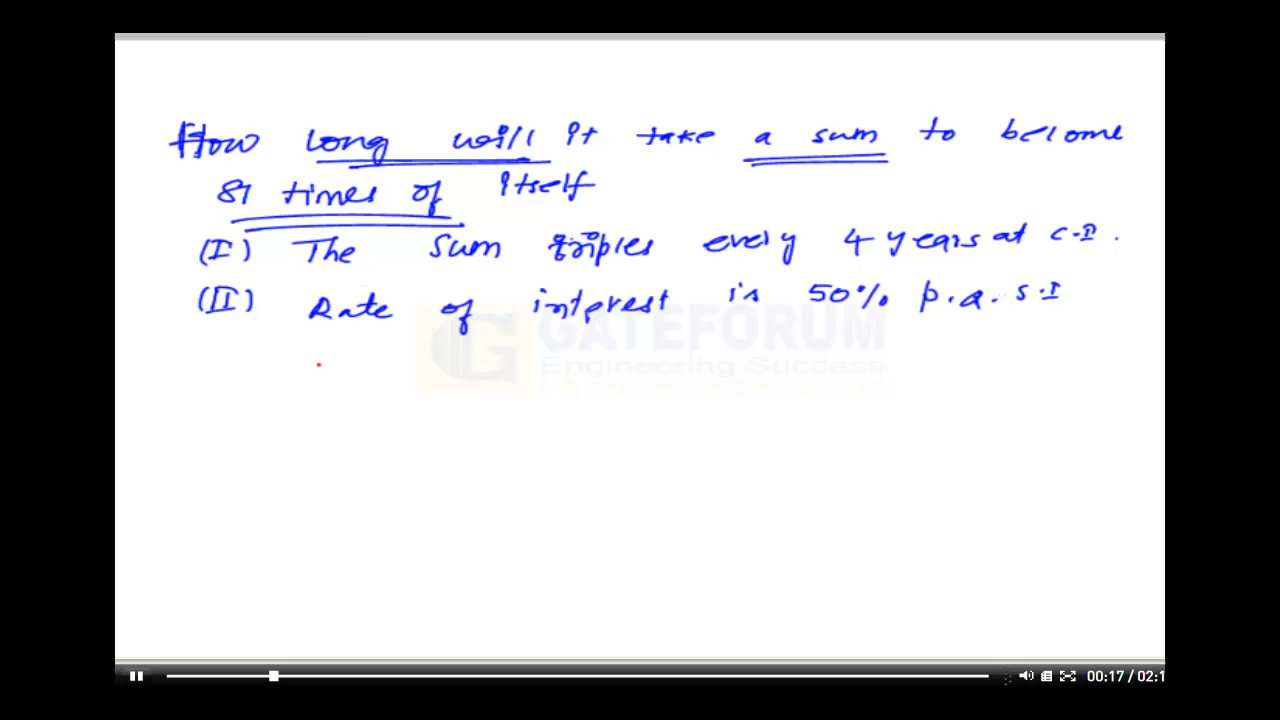 How long will it take a sum to become
81 times of itself
(I) The sum triples every 4 years at C.I.
(II) Rate of interest is 50% p.a. S.I
GATEFORUM
Engineering Success
00:17 / 02:1